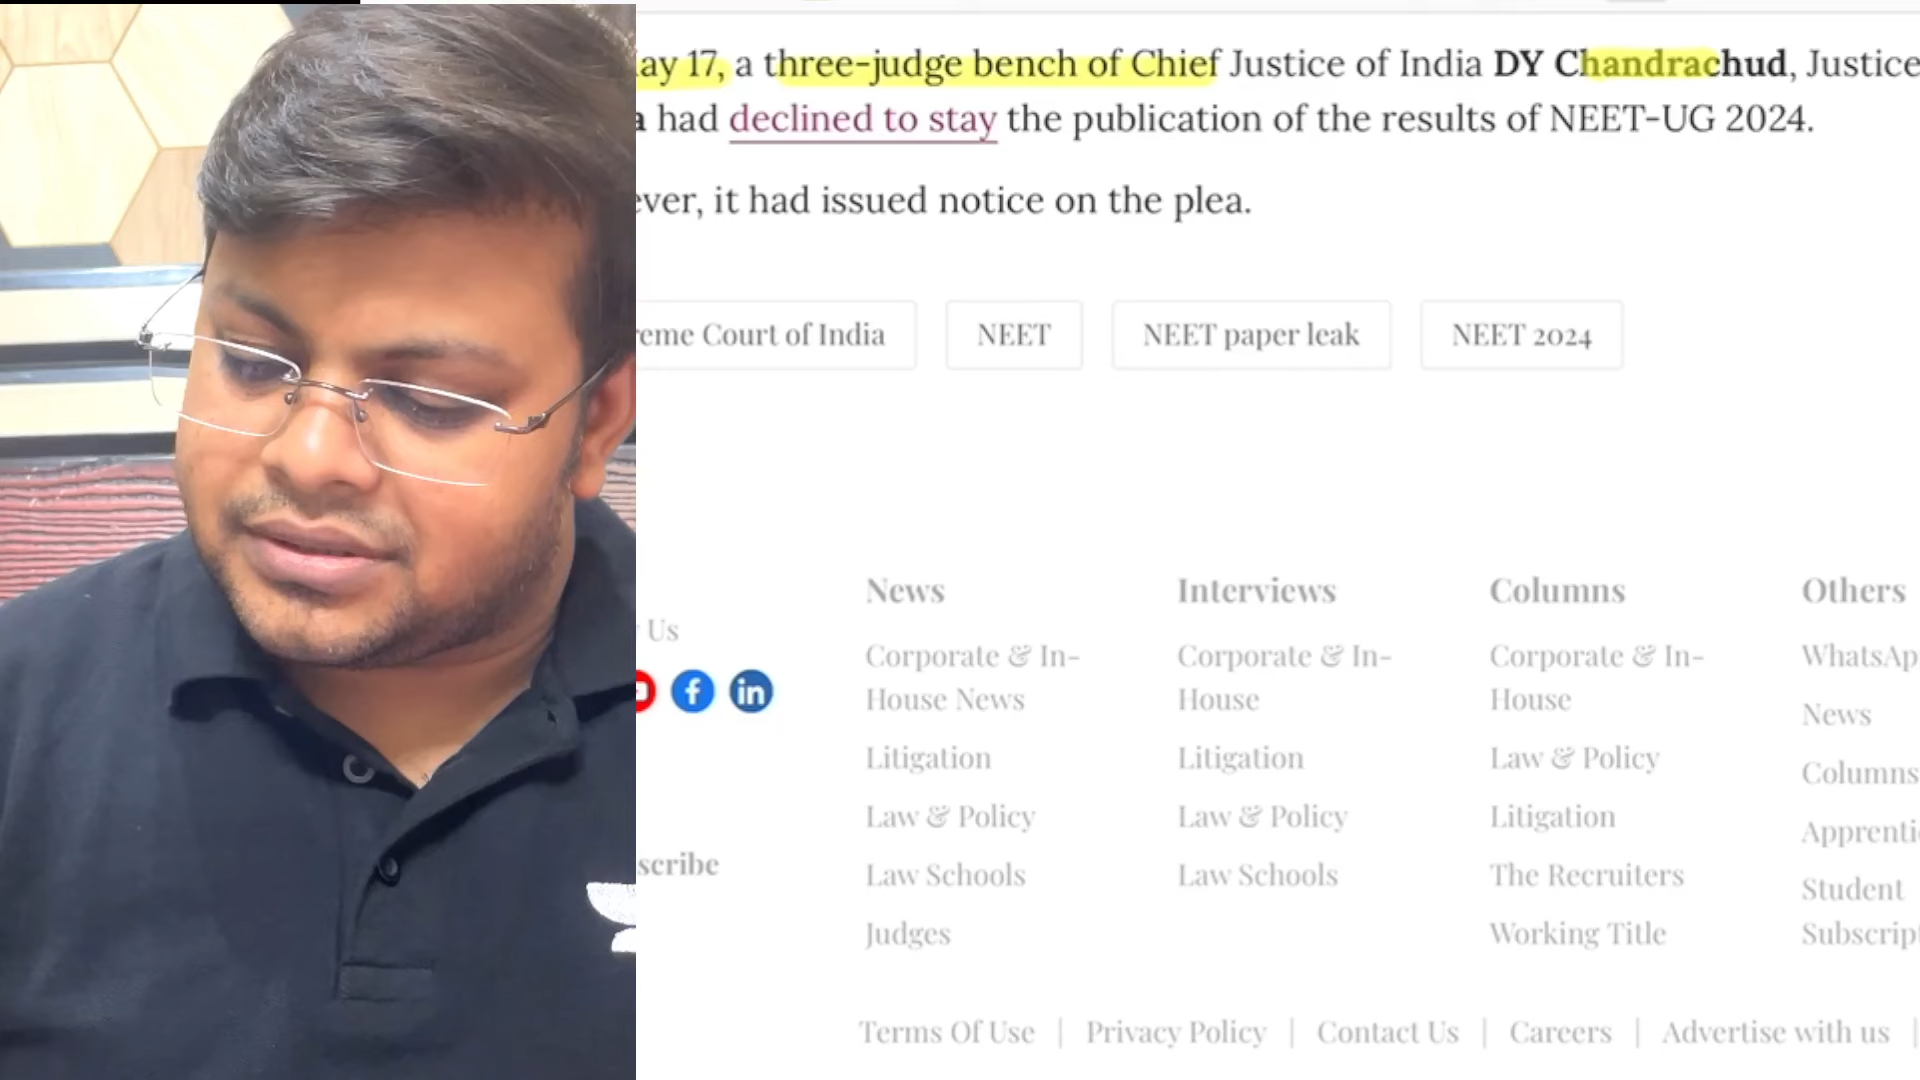 ay 17, a three-judge bench of Chief Justice of India DY Chandrachud, Justice
a had declined to stay the publication of the results of NEET-UG 2024.
ever, it had issued notice on the plea.
reme Court of India NEET NEET paper leak NEET 2024
News Interviews Columns Others
Us
Corporate & In-House News
Litigation
Law & Policy
Law Schools
Judges
Corporate & In-House
Litigation
Law & Policy
Law Schools
Corporate & In-House
Law & Policy
Litigation
The Recruiters
Working Title
WhatsAp
News
Columns
Apprenti
Student
Subscript
f in
scribe
Terms Of Use | Privacy Policy | Contact Us | Careers | Advertise with us |